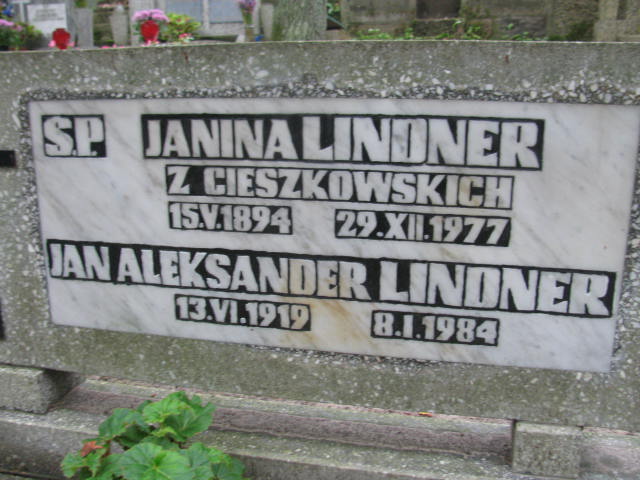 S.P. JANINA LINDNER
Z CIESZKOWSKICH
15.V.1894 29.XII.1977
JAN ALEKSANDER LINDNER
13.VI.1919 8.I.1984